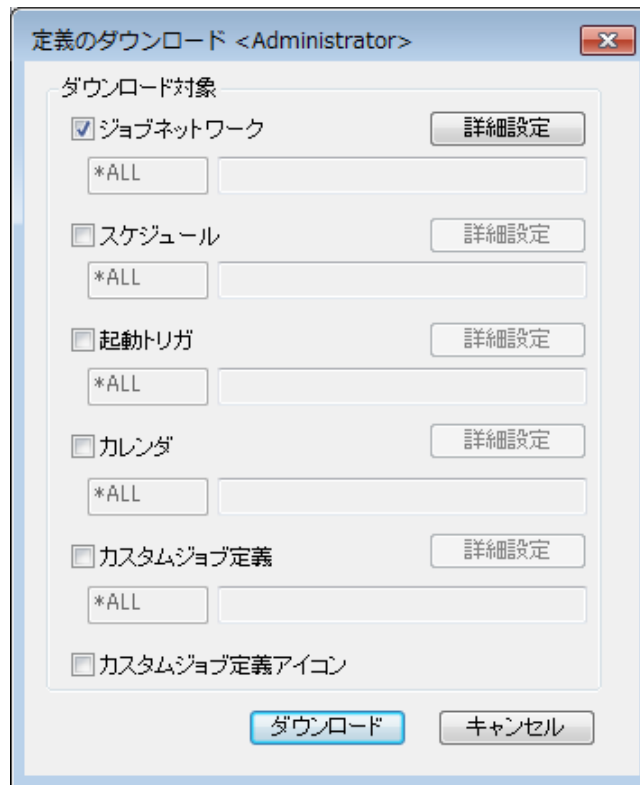 定義のダウンロード <Administrator>
ダウンロード対象
ジョブネットワーク 詳細設定
*ALL
スケジュール 詳細設定
*ALL
起動トリガ 詳細設定
*ALL
カレンダ 詳細設定
*ALL
カスタムジョブ定義 詳細設定
*ALL
カスタムジョブ定義アイコン
ダウンロード キャンセル